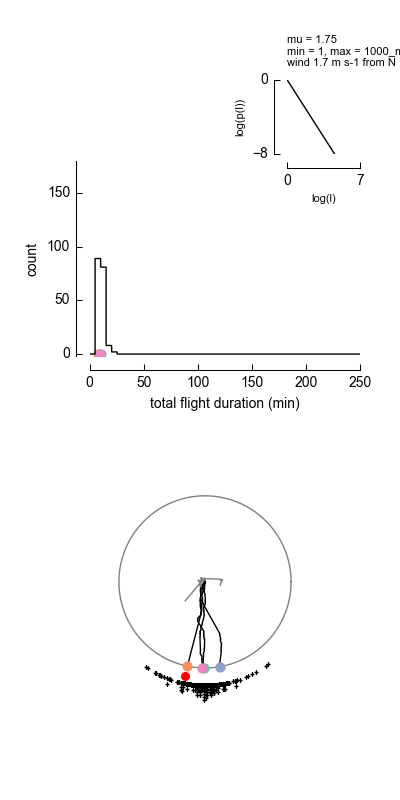 mu = 1.75
min = 1, max = 1000_m
wind 1.7 m s-1 from N
0
−8
log(p(l))
0 7
log(l)
150
100
50
0
count
0 50 100 150 200 250
total flight duration (min)